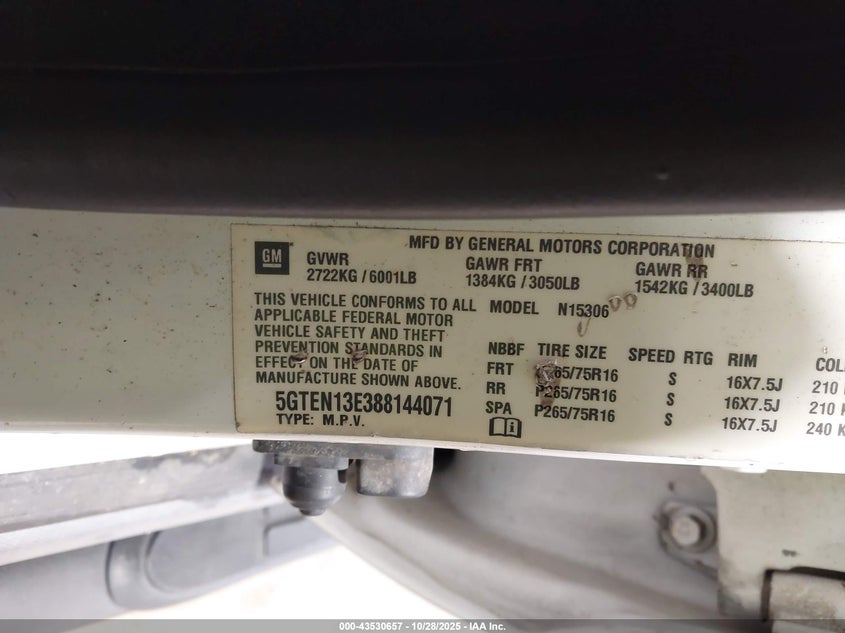 MFD BY GENERAL MOTORS CORPORATION
GM
GVWR GAWR FRT GAWR RR
2722KG / 6001LB 1384KG / 3050LB 1542KG / 3400LB
THIS VEHICLE CONFORMS TO ALL
APPLICABLE FEDERAL MOTOR
VEHICLE SAFETY AND THEFT
PREVENTION STANDARDS IN
EFFECT ON THE DATE OF
MANUFACTURE SHOWN ABOVE.
5GTEN13E388144071
TYPE: M.P.V.
MODEL N15306
NBBF TIRE SIZE SPEED RTG RIM COL
FRT 265/75R16 S 16X7.5J 210
RR P265/75R16 S 16X7.5J 210 K
SPA P265/75R16 S 16X7.5J 240 K
000-43530657 - 10/28/2025 - IAA Inc.